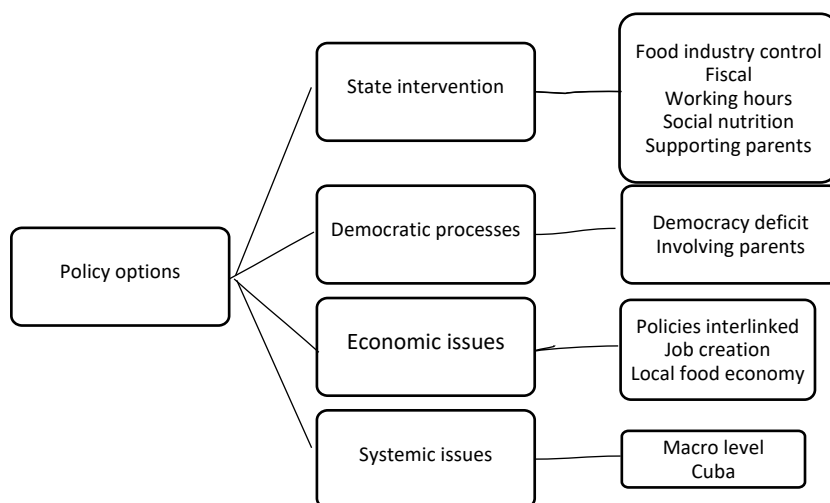 Policy options
State intervention
Food industry control
Fiscal
Working hours
Social nutrition
Supporting parents
Democratic processes
Democracy deficit
Involving parents
Economic issues
Policies interlinked
Job creation
Local food economy
Systemic issues
Macro level
Cuba